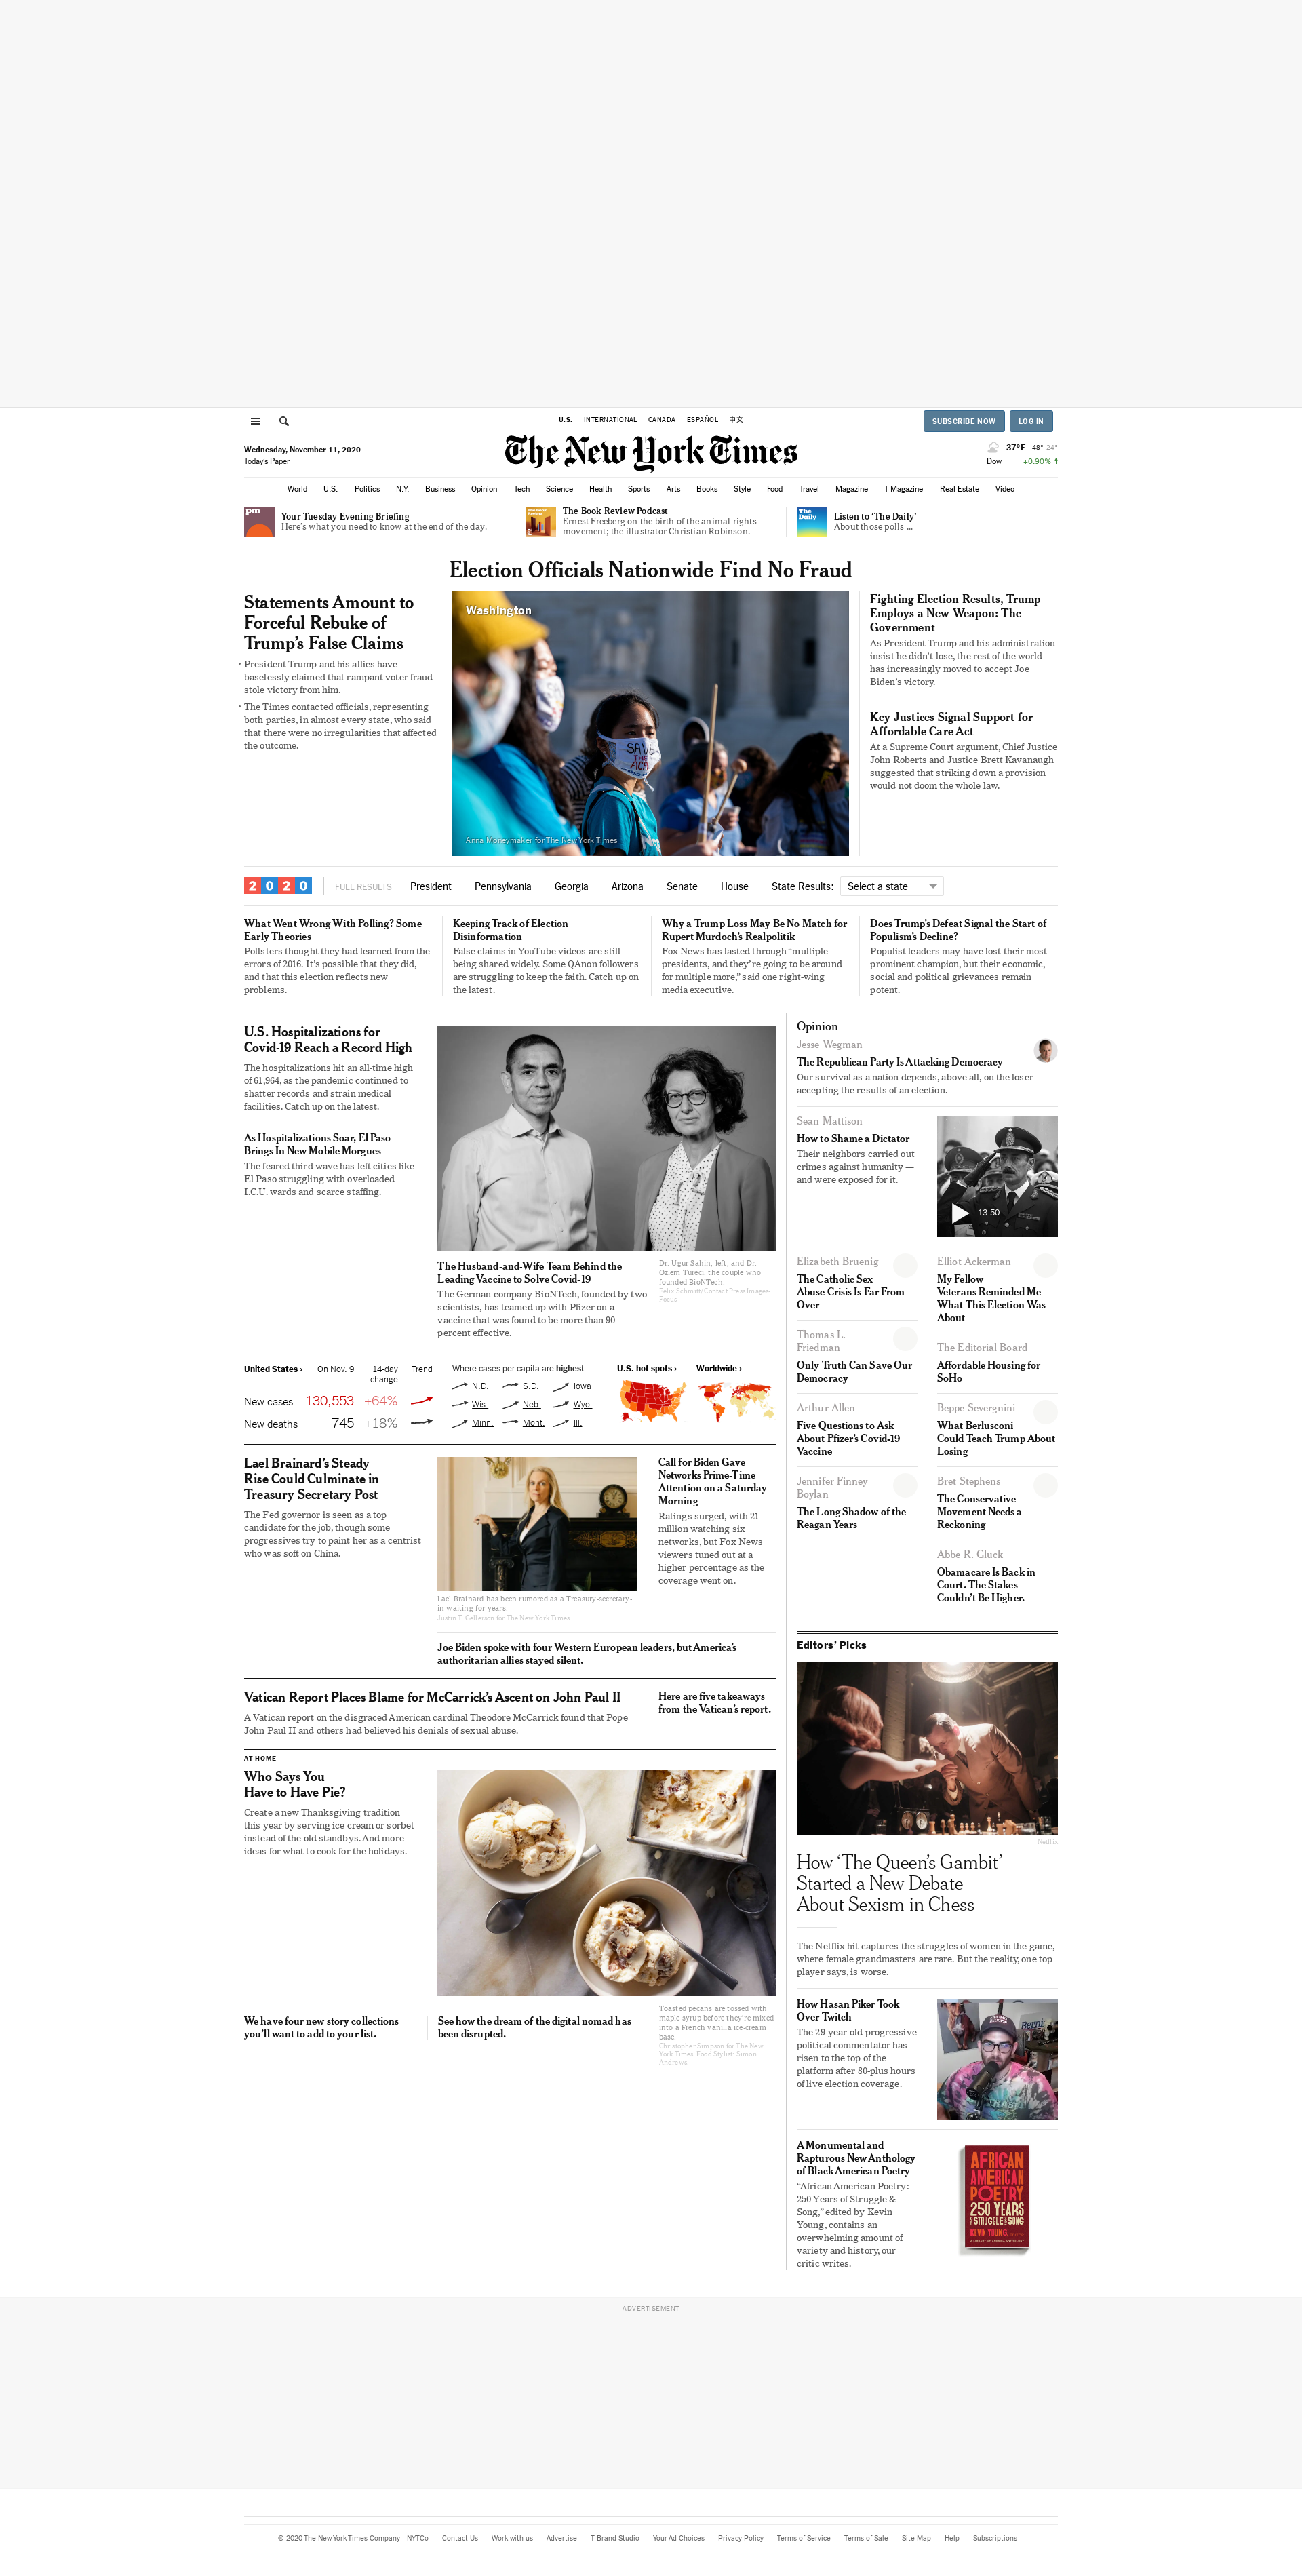 U.S. INTERNATIONAL CANADA ESPAÑOL 中文
SUBSCRIBE NOW LOG IN
Wednesday, November 11, 2020
Today's Paper
The New York Times
37°F 48° 24°
Dow +0.90% ↑
World U.S. Politics N.Y. Business Opinion Tech Science Health Sports Arts Books Style Food Travel Magazine T Magazine Real Estate Video
pm
Your Tuesday Evening Briefing
Here's what you need to know at the end of the day.
The Book Review Podcast
Ernest Freeberg on the birth of the animal rights
movement; the illustrator Christian Robinson.
The Daily
Listen to ‘The Daily’
About those polls ...
Election Officials Nationwide Find No Fraud
Statements Amount to
Forceful Rebuke of
Trump’s False Claims
• President Trump and his allies have
baselessly claimed that rampant voter fraud
stole victory from him.
• The Times contacted officials, representing
both parties, in almost every state, who said
that there were no irregularities that affected
the outcome.
Washington
SAVE
THE
ACA
Anna Moneymaker for The New York Times
Fighting Election Results, Trump
Employs a New Weapon: The
Government
As President Trump and his administration
insist he didn't lose, the rest of the world
has increasingly moved to accept Joe
Biden's victory.
Key Justices Signal Support for
Affordable Care Act
At a Supreme Court argument, Chief Justice
John Roberts and Justice Brett Kavanaugh
suggested that striking down a provision
would not doom the whole law.
2020 FULL RESULTS President Pennsylvania Georgia Arizona Senate House State Results: Select a state
What Went Wrong With Polling? Some
Early Theories
Pollsters thought they had learned from the
errors of 2016. It's possible that they did,
and that this election reflects new
problems.
Keeping Track of Election
Disinformation
False claims in YouTube videos are still
being shared widely. Some QAnon followers
are struggling to keep the faith. Catch up on
the latest.
Why a Trump Loss May Be No Match for
Rupert Murdoch’s Realpolitik
Fox News has lasted through “multiple
presidents, and they're going to be around
for multiple more,” said one right-wing
media executive.
Does Trump’s Defeat Signal the Start of
Populism’s Decline?
Populist leaders may have lost their most
prominent champion, but their economic,
social and political grievances remain
potent.
U.S. Hospitalizations for
Covid-19 Reach a Record High
The hospitalizations hit an all-time high
of 61,964, as the pandemic continued to
shatter records and strain medical
facilities. Catch up on the latest.
As Hospitalizations Soar, El Paso
Brings In New Mobile Morgues
The feared third wave has left cities like
El Paso struggling with overloaded
I.C.U. wards and scarce staffing.
The Husband-and-Wife Team Behind the
Leading Vaccine to Solve Covid-19
The German company BioNTech, founded by two
scientists, has teamed up with Pfizer on a
vaccine that was found to be more than 90
percent effective.
Dr. Ugur Sahin, left, and Dr.
Ozlem Tureci, the couple who
founded BioNTech.
Felix Schmitt/Contact Press Images-
Focus
United States › On Nov. 9 14-day
change Trend
New cases 130,553 +64%
New deaths 745 +18%
Where cases per capita are highest
N.D. S.D. Iowa
Wis. Neb. Wyo.
Minn. Mont. Ill.
U.S. hot spots › Worldwide ›
Lael Brainard’s Steady
Rise Could Culminate in
Treasury Secretary Post
The Fed governor is seen as a top
candidate for the job, though some
progressives try to paint her as a centrist
who was soft on China.
Lael Brainard has been rumored as a Treasury-secretary-
in-waiting for years.
Justin T. Gellerson for The New York Times
Call for Biden Gave
Networks Prime-Time
Attention on a Saturday
Morning
Ratings surged, with 21
million watching six
networks, but Fox News
viewers tuned out at a
higher percentage as the
coverage went on.
Joe Biden spoke with four Western European leaders, but America’s
authoritarian allies stayed silent.
Vatican Report Places Blame for McCarrick’s Ascent on John Paul II
A Vatican report on the disgraced American cardinal Theodore McCarrick found that Pope
John Paul II and others had believed his denials of sexual abuse.
Here are five takeaways
from the Vatican’s report.
AT HOME
Who Says You
Have to Have Pie?
Create a new Thanksgiving tradition
this year by serving ice cream or sorbet
instead of the old standbys. And more
ideas for what to cook for the holidays.
Toasted pecans are tossed with
maple syrup before they're mixed
into a French vanilla ice-cream
base.
Christopher Simpson for The New
York Times. Food Stylist: Simon
Andrews.
We have four new story collections
you’ll want to add to your list.
See how the dream of the digital nomad has
been disrupted.
Opinion
Jesse Wegman
The Republican Party Is Attacking Democracy
Our survival as a nation depends, above all, on the loser
accepting the results of an election.
Sean Mattison
How to Shame a Dictator
Their neighbors carried out
crimes against humanity —
and were exposed for it.
13:50
Elizabeth Bruenig
The Catholic Sex
Abuse Crisis Is Far From
Over
Thomas L.
Friedman
Only Truth Can Save Our
Democracy
Arthur Allen
Five Questions to Ask
About Pfizer’s Covid-19
Vaccine
Jennifer Finney
Boylan
The Long Shadow of the
Reagan Years
Elliot Ackerman
My Fellow
Veterans Reminded Me
What This Election Was
About
The Editorial Board
Affordable Housing for
SoHo
Beppe Severgnini
What Berlusconi
Could Teach Trump About
Losing
Bret Stephens
The Conservative
Movement Needs a
Reckoning
Abbe R. Gluck
Obamacare Is Back in
Court. The Stakes
Couldn’t Be Higher.
Editors’ Picks
Netflix
How ‘The Queen’s Gambit’
Started a New Debate
About Sexism in Chess
The Netflix hit captures the struggles of women in the game,
where female grandmasters are rare. But the reality, one top
player says, is worse.
How Hasan Piker Took
Over Twitch
The 29-year-old progressive
political commentator has
risen to the top of the
platform after 80-plus hours
of live election coverage.
Bernie
A Monumental and
Rapturous New Anthology
of Black American Poetry
“African American Poetry:
250 Years of Struggle &
Song,” edited by Kevin
Young, contains an
overwhelming amount of
variety and history, our
critic writes.
AFRICAN
AMERICAN
POETRY
250 YEARS
OF STRUGGLE & SONG
KEVIN YOUNG
ADVERTISEMENT
© 2020 The New York Times Company NYTCo Contact Us Work with us Advertise T Brand Studio Your Ad Choices Privacy Policy Terms of Service Terms of Sale Site Map Help Subscriptions